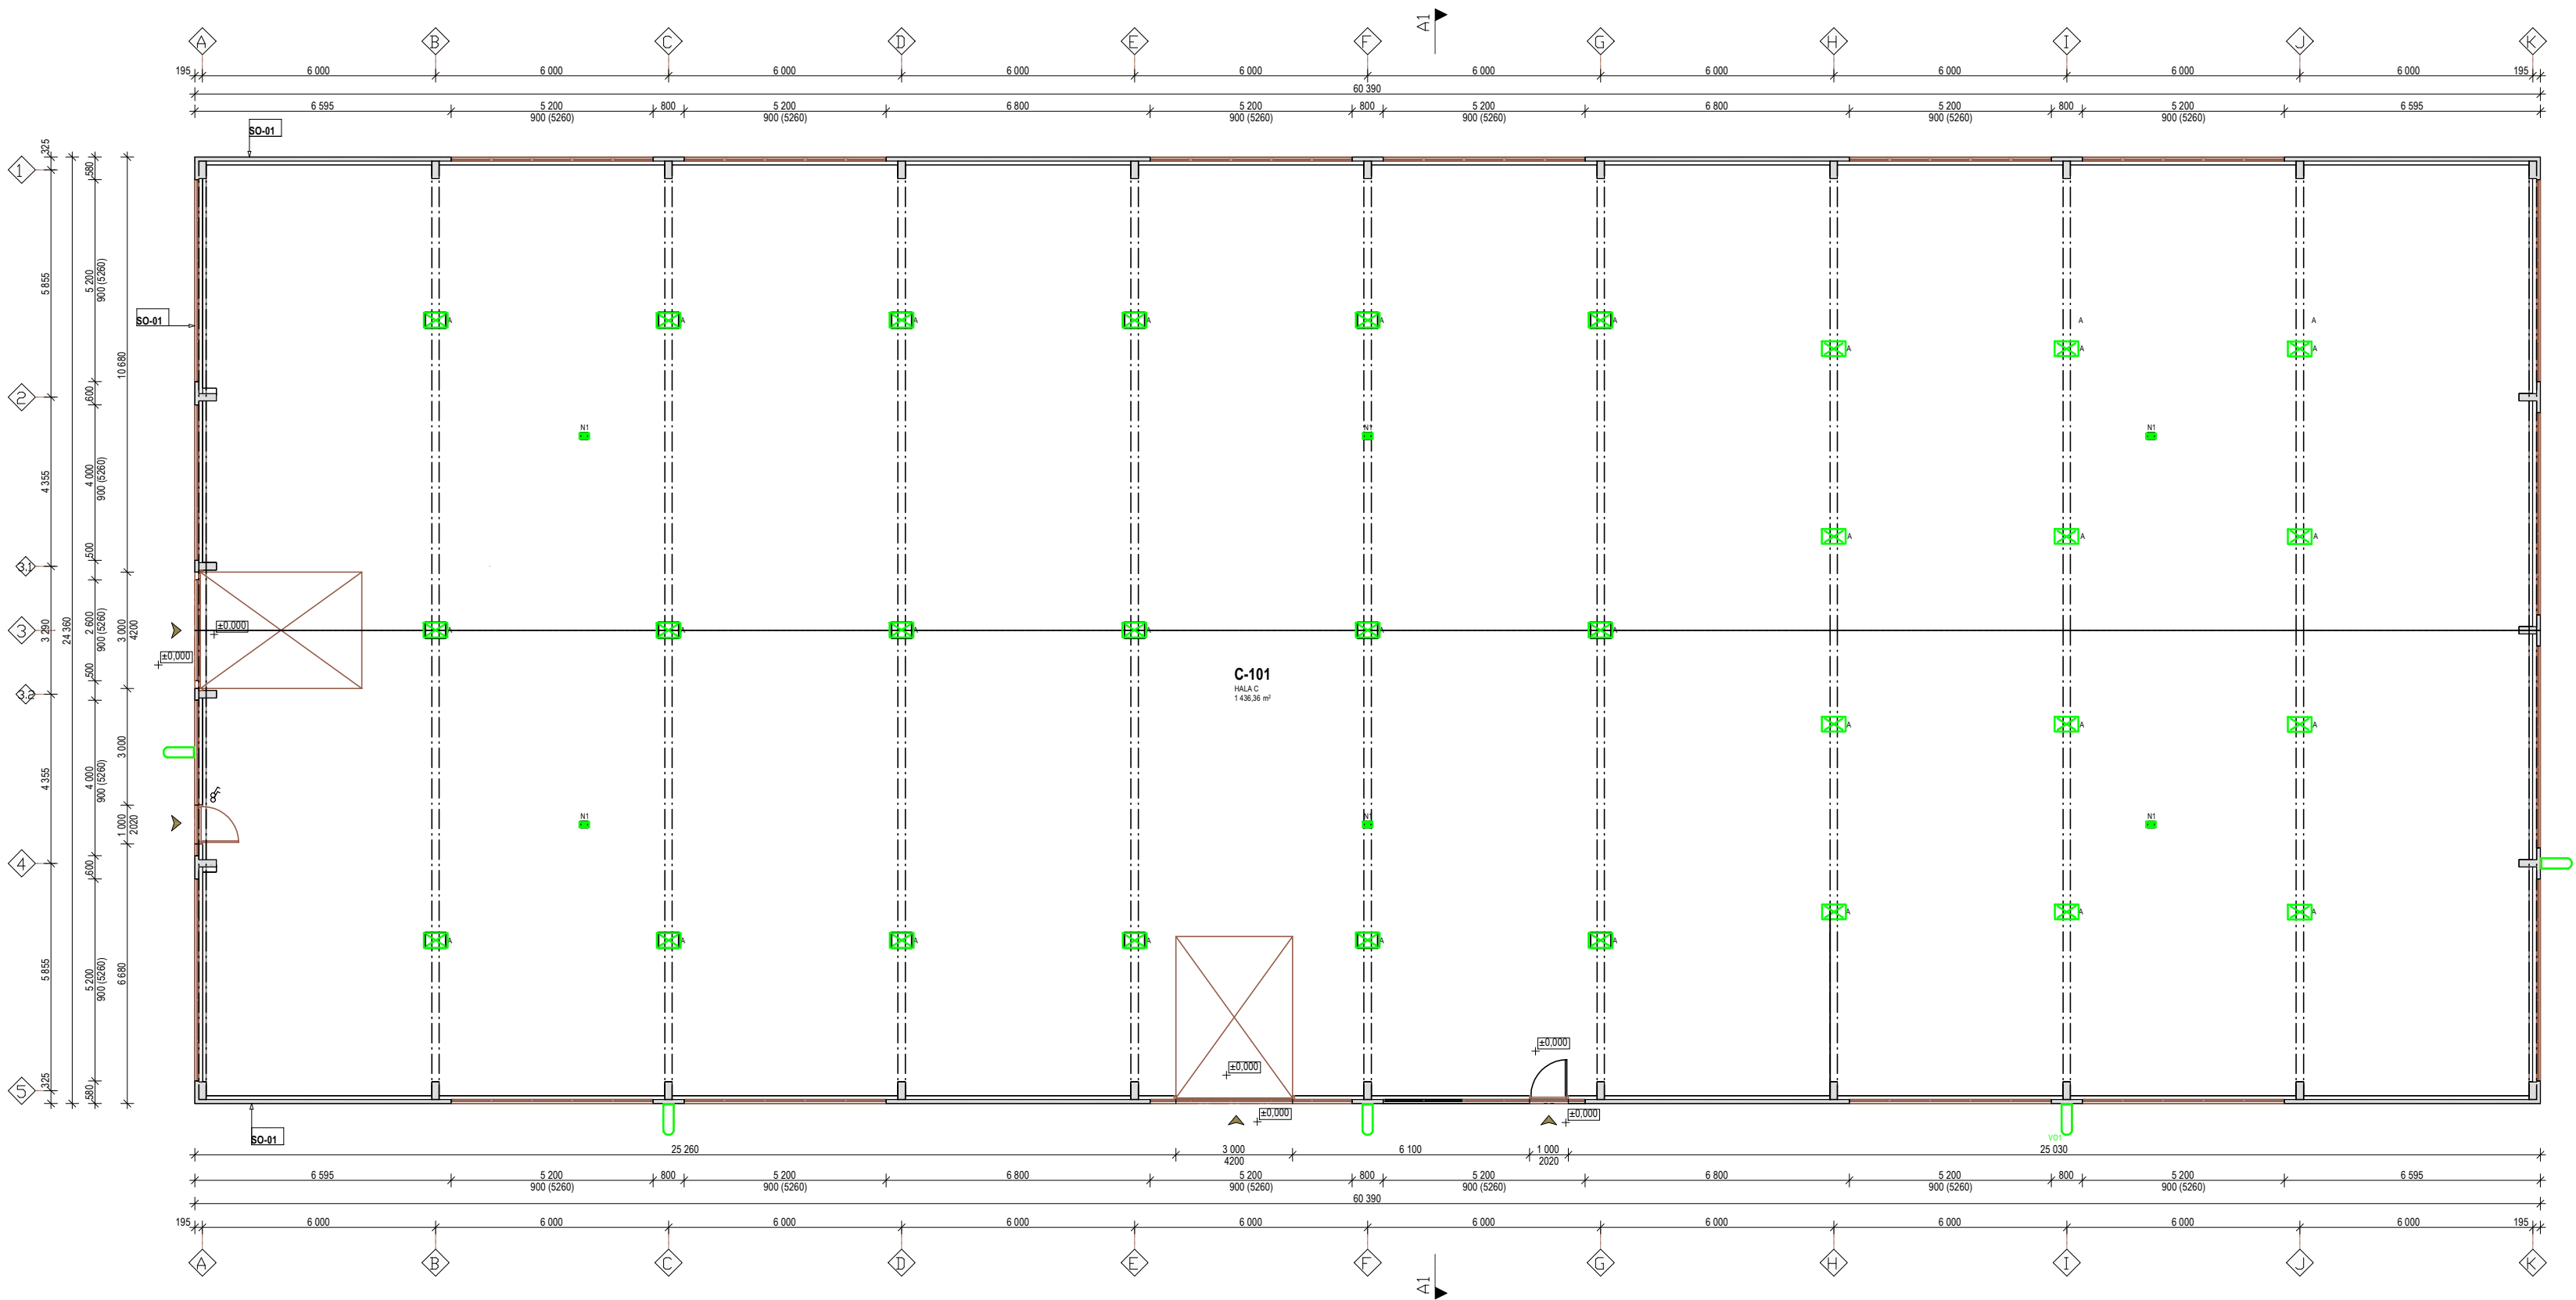 A1
A B C D E F G H I J K
195 6 000 6 000 6 000 6 000 6 000 6 000 6 000 6 000 6 000 6 000 195
60 390
6 595 5 200 800 5 200 6 800 5 200 800 5 200 6 800 5 200 800 5 200 6 595
900 (5260) 900 (5260) 900 (5260) 900 (5260) 900 (5260) 900 (5260)
SO-01
SO-01
1
2
3.1
3
3.2
4
5
325 5 855 4 355 3 290 4 355 5 855 325
24 360
580 5 200 600 4 000 500 2 600 500 4 000 600 5 200 580
900 (5260) 900 (5260) 900 (5260) 900 (5260) 900 (5260)
10 680 3 000 3 000 1 000 6 680
4200 2020
A A A A A A A A
A A A
N1 N1 N1
A A A
±0,000
A A A A A A
±0,000
C-101
HALA C
1 436,36 m²
A A A
N1 N1 N1
A A A
A A A A A A
±0,000
±0,000
±0,000
±0,000
SO-01
VO1
25 260 3 000 6 100 1 000 25 030
4200 2020
6 595 5 200 800 5 200 6 800 5 200 800 5 200 6 800 5 200 800 5 200 6 595
900 (5260) 900 (5260) 900 (5260) 900 (5260) 900 (5260) 900 (5260)
60 390
195 6 000 6 000 6 000 6 000 6 000 6 000 6 000 6 000 6 000 6 000 195
A B C D E F G H I J K
A1